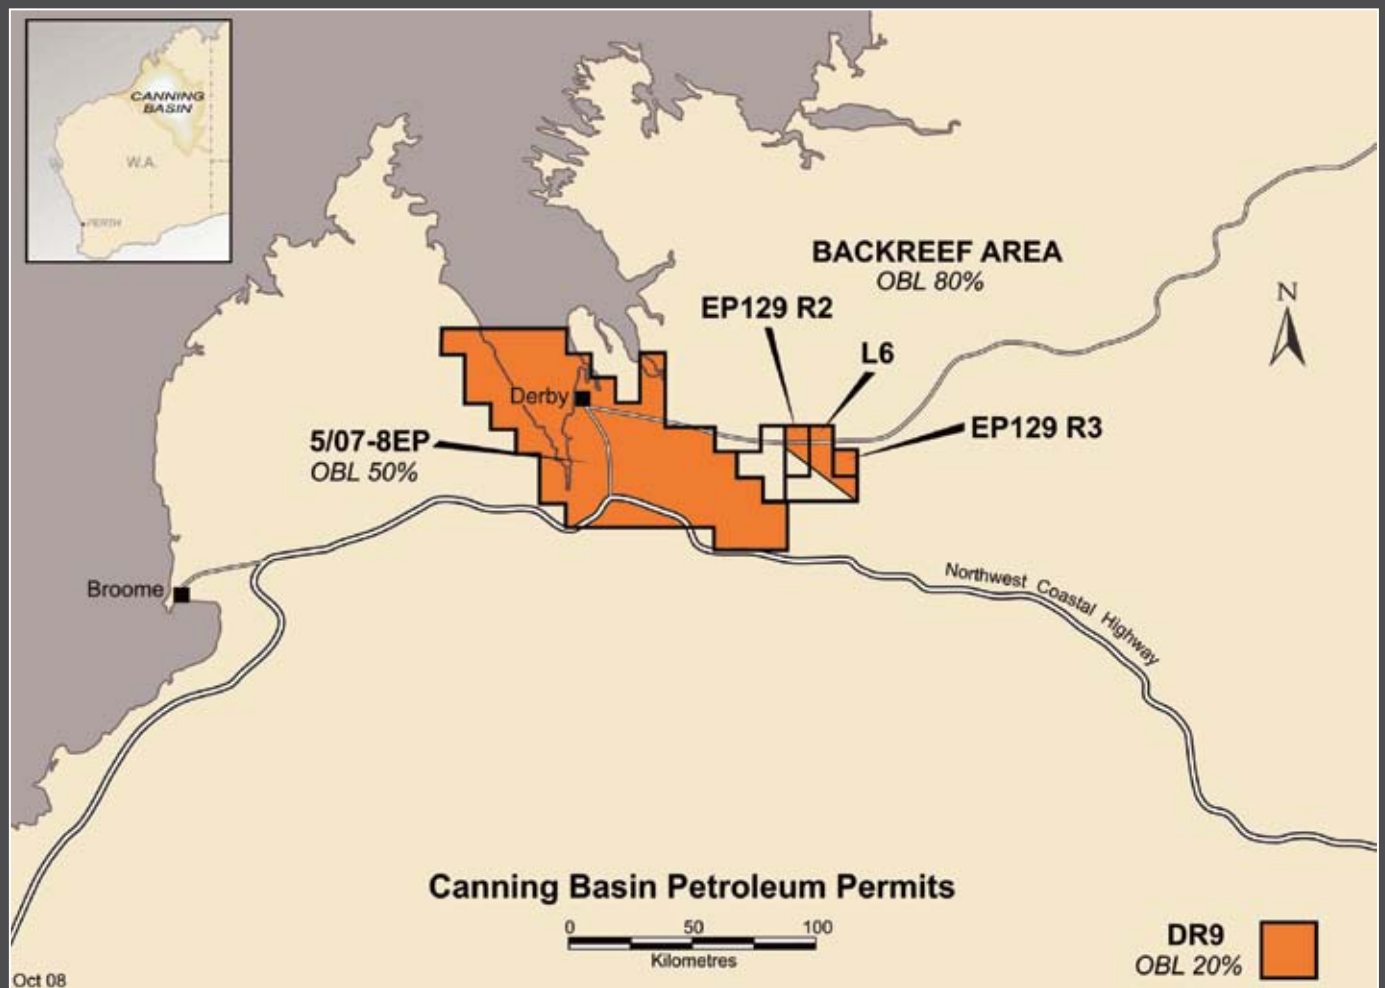 CANNING
BASIN
W.A.
PERTH
BACKREEF AREA
OBL 80%
EP129 R2
L6
N
Derby
5/07-8EP
OBL 50%
EP129 R3
Broome
Northwest Coastal Highway
Canning Basin Petroleum Permits
0 50 100
Kilometres
DR9
OBL 20%
Oct 08